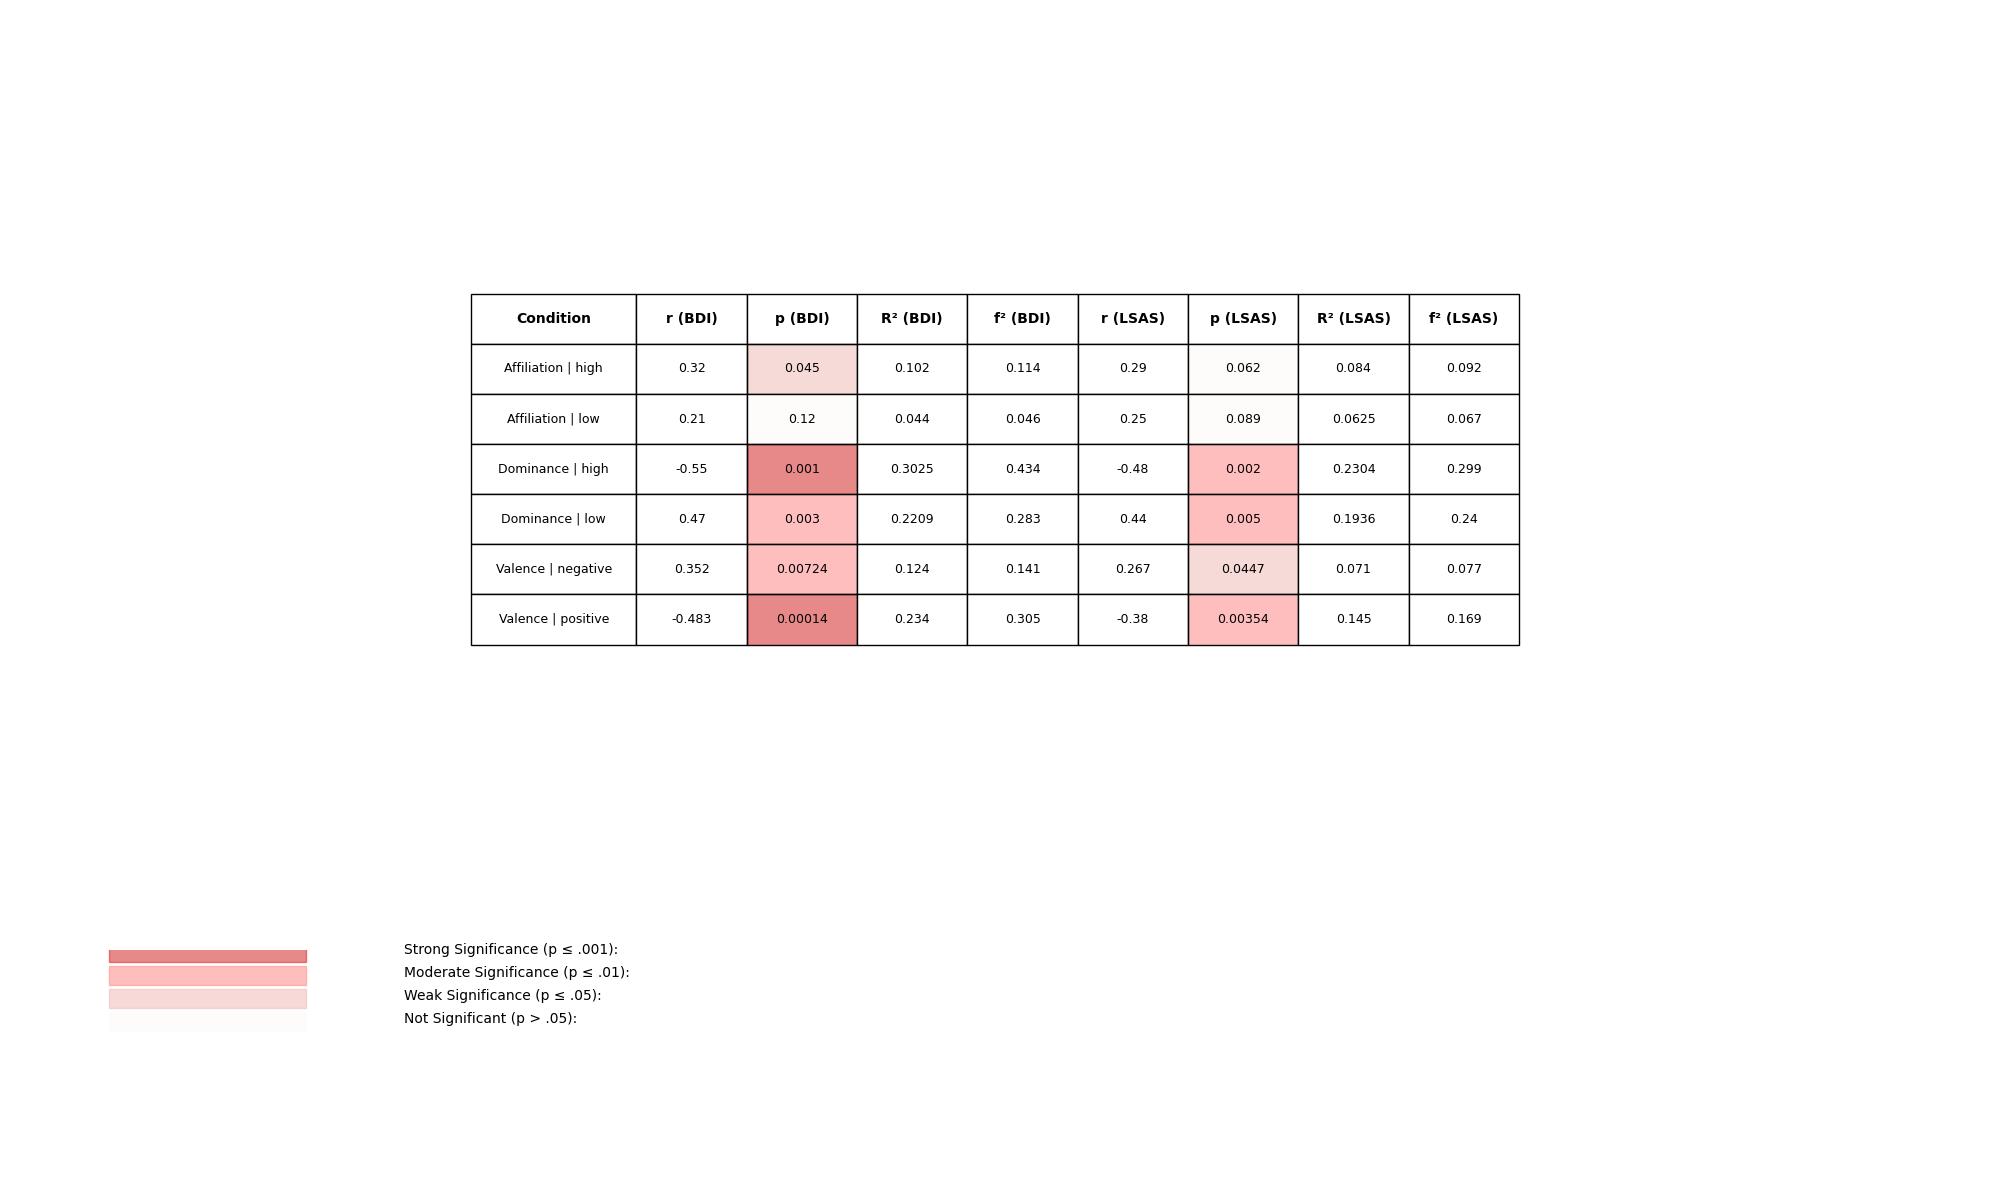 Condition r (BDI) p (BDI) R² (BDI) f² (BDI) r (LSAS) p (LSAS) R² (LSAS) f² (LSAS)
Affiliation | high 0.32 0.045 0.102 0.114 0.29 0.062 0.084 0.092
Affiliation | low 0.21 0.12 0.044 0.046 0.25 0.089 0.0625 0.067
Dominance | high -0.55 0.001 0.3025 0.434 -0.48 0.002 0.2304 0.299
Dominance | low 0.47 0.003 0.2209 0.283 0.44 0.005 0.1936 0.24
Valence | negative 0.352 0.00724 0.124 0.141 0.267 0.0447 0.071 0.077
Valence | positive -0.483 0.00014 0.234 0.305 -0.38 0.00354 0.145 0.169
Strong Significance (p ≤ .001):
Moderate Significance (p ≤ .01):
Weak Significance (p ≤ .05):
Not Significant (p > .05):